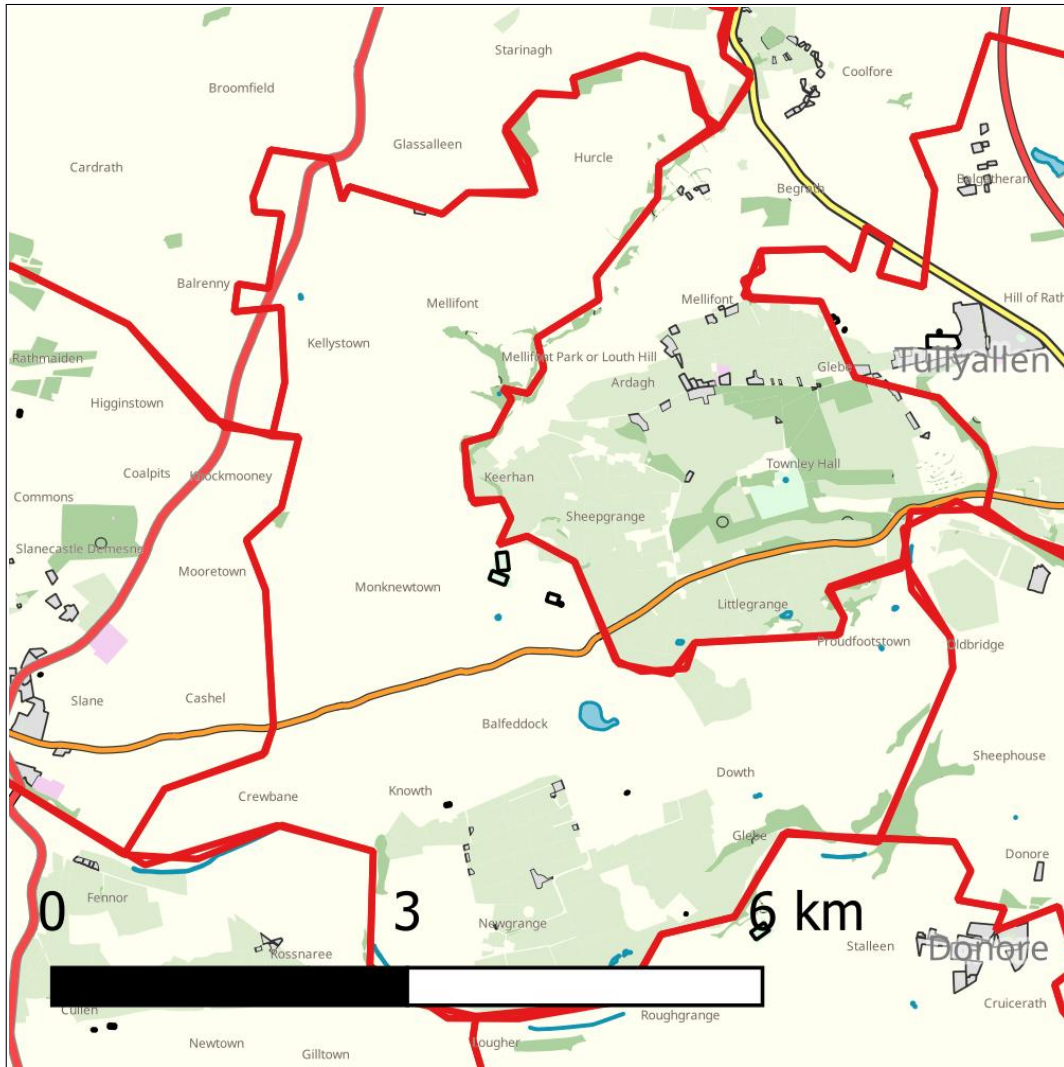 Starinagh
Coolfore
Broomfield
Glassalleen
Hurcle
Cardrath
Balgatheran
Begrath
Balrenny
Mellifont
Mellifont
Hill of Rath
Kellystown
Rathmaiden
Mellifont Park or Louth Hill
Tullyallen
Ardagh
Glebe
Higginstown
Coalpits
Knockmooney
Keerhan
Townley Hall
Commons
Sheepgrange
Slanecastle Demesne
Mooretown
Monknewtown
Littlegrange
Proudfootstown
Oldbridge
Slane
Cashel
Balfeddock
Sheephouse
Dowth
Knowth
Crewbane
Glebe
Donore
Fennor
0 3 6 km
Newgrange
Stalleen
Donore
Rossnaree
Cullen
Cruicerath
Roughgrange
Newtown
Lougher
Gilltown